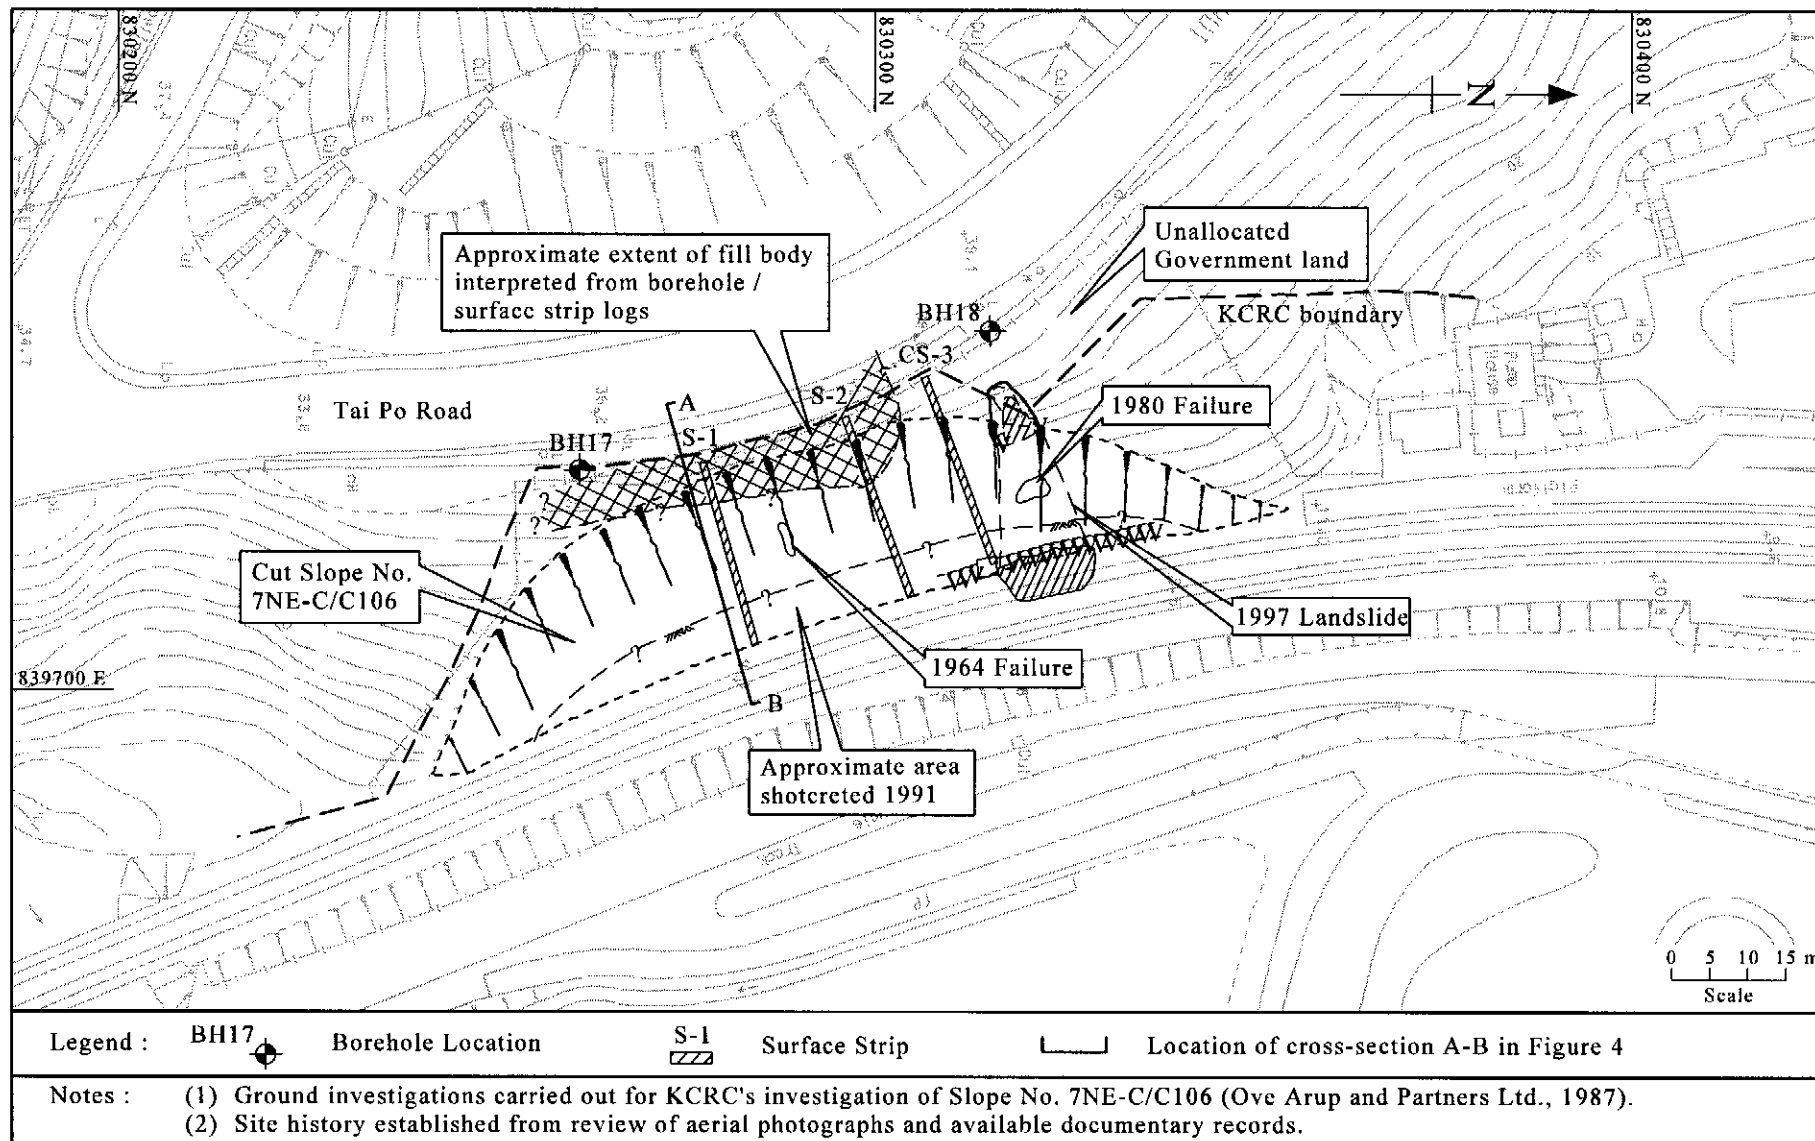 830200 N
830300 N
830400 N
N
Unallocated
Government land
Approximate extent of fill body
interpreted from borehole /
surface strip logs
BH18
KCRC boundary
CS-3
1980 Failure
S-2
Tai Po Road
A
S-1
BH17
Cut Slope No.
7NE-C/C106
1997 Landslide
1964 Failure
839700 E
B
Approximate area
shotcreted 1991
0 5 10 15 m
Scale
Legend :
BH17
Borehole Location
S-1
Surface Strip
Location of cross-section A-B in Figure 4
Notes :
(1) Ground investigations carried out for KCRC's investigation of Slope No. 7NE-C/C106 (Ove Arup and Partners Ltd., 1987).
(2) Site history established from review of aerial photographs and available documentary records.